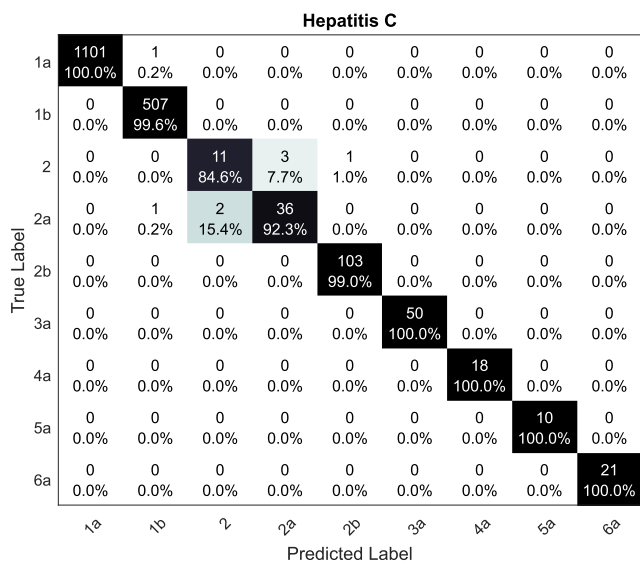 Hepatitis C
1a 1101 1 0 0 0 0 0 0 0
100.0% 0.2% 0.0% 0.0% 0.0% 0.0% 0.0% 0.0% 0.0%
1b 0 507 0 0 0 0 0 0 0
0.0% 99.6% 0.0% 0.0% 0.0% 0.0% 0.0% 0.0% 0.0%
2 0 0 11 3 1 0 0 0 0
0.0% 0.0% 84.6% 7.7% 1.0% 0.0% 0.0% 0.0% 0.0%
2a 0 1 2 36 0 0 0 0 0
0.0% 0.2% 15.4% 92.3% 0.0% 0.0% 0.0% 0.0% 0.0%
2b 0 0 0 0 103 0 0 0 0
0.0% 0.0% 0.0% 0.0% 99.0% 0.0% 0.0% 0.0% 0.0%
3a 0 0 0 0 0 50 0 0 0
0.0% 0.0% 0.0% 0.0% 0.0% 100.0% 0.0% 0.0% 0.0%
4a 0 0 0 0 0 0 18 0 0
0.0% 0.0% 0.0% 0.0% 0.0% 0.0% 100.0% 0.0% 0.0%
5a 0 0 0 0 0 0 0 10 0
0.0% 0.0% 0.0% 0.0% 0.0% 0.0% 0.0% 100.0% 0.0%
6a 0 0 0 0 0 0 0 0 21
0.0% 0.0% 0.0% 0.0% 0.0% 0.0% 0.0% 0.0% 100.0%
True Label
1a 1b 2 2a 2b 3a 4a 5a 6a
Predicted Label